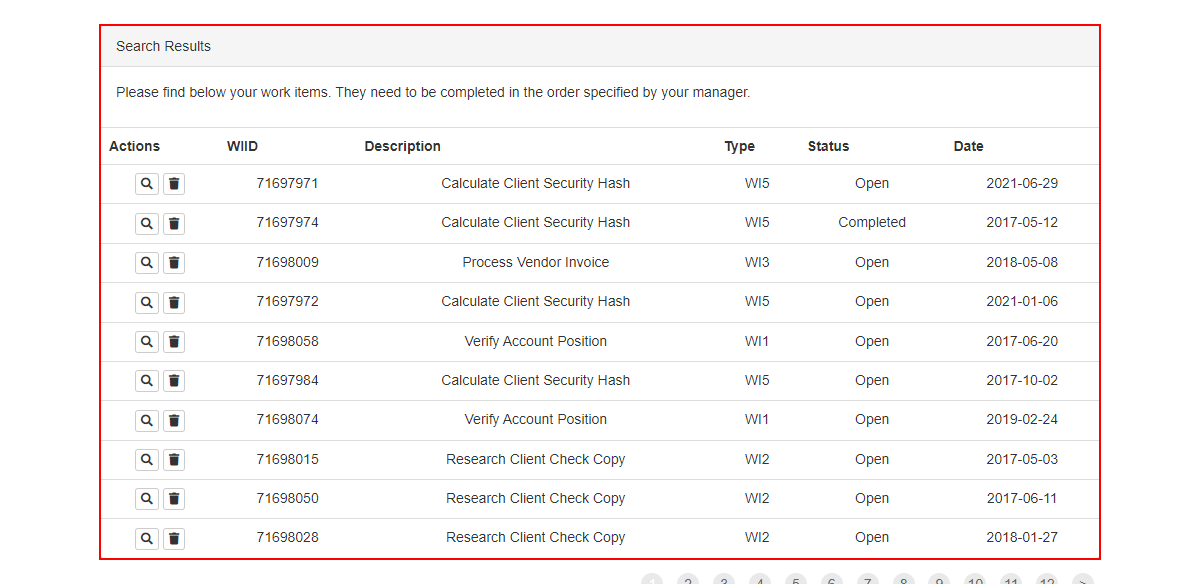 Search Results
Please find below your work items. They need to be completed in the order specified by your manager.
Actions WIID Description Type Status Date
71697971 Calculate Client Security Hash WI5 Open 2021-06-29
71697974 Calculate Client Security Hash WI5 Completed 2017-05-12
71698009 Process Vendor Invoice WI3 Open 2018-05-08
71697972 Calculate Client Security Hash WI5 Open 2021-01-06
71698058 Verify Account Position WI1 Open 2017-06-20
71697984 Calculate Client Security Hash WI5 Open 2017-10-02
71698074 Verify Account Position WI1 Open 2019-02-24
71698015 Research Client Check Copy WI2 Open 2017-05-03
71698050 Research Client Check Copy WI2 Open 2017-06-11
71698028 Research Client Check Copy WI2 Open 2018-01-27
1 2 3 4 5 6 7 8 9 10 11 12 >